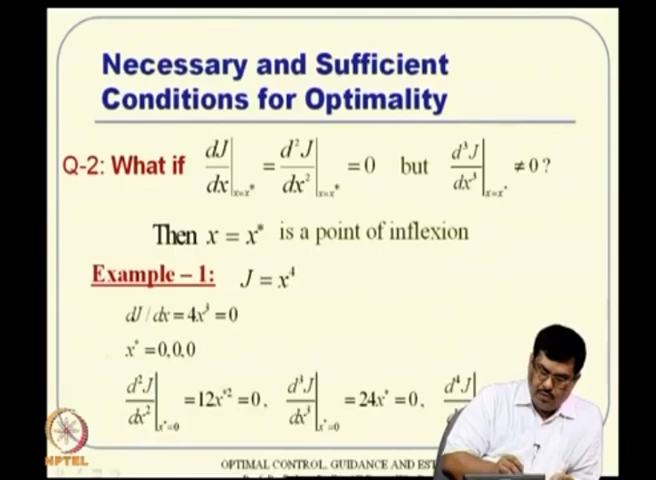 Necessary and Sufficient
Conditions for Optimality
Q-2: What if dJ/dx|x=x* = d²J/dx²|x=x* = 0 but d³J/dx³|x=x* ≠ 0 ?
Then x = x* is a point of inflexion
Example – 1: J = x⁴
dJ / dx = 4x³ = 0
x* = 0,0,0
d²J/dx²|x*=0 = 12x*² = 0, d³J/dx³|x*=0 = 24x* = 0, d⁴J
NPTEL
OPTIMAL CONTROL, GUIDANCE AND EST